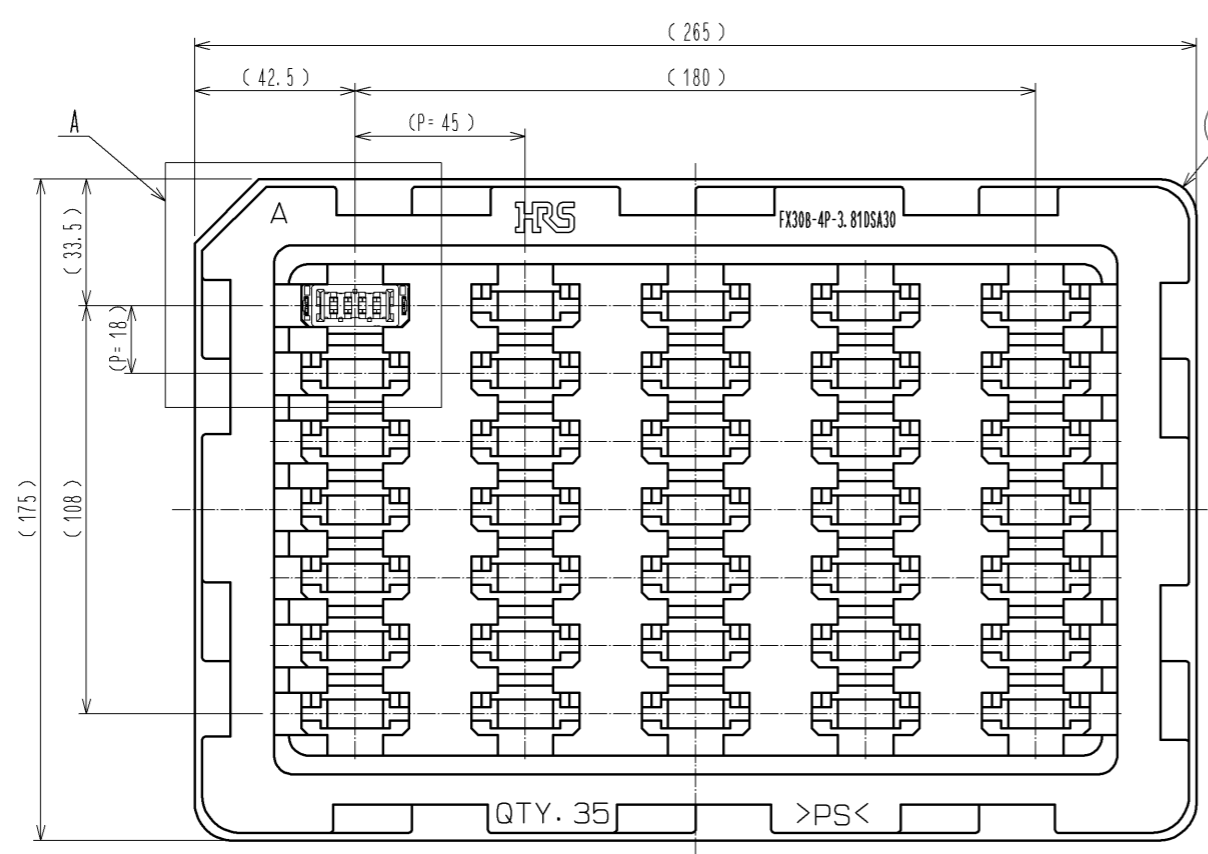 ( 265 )
( 42.5 )
( 180 )
(P= 45 )
A
A
HRS
FX30B-4P-3.81DSA30
( 33.5 )
(P= 18 )
( 175 )
( 108 )
QTY. 35
>PS<